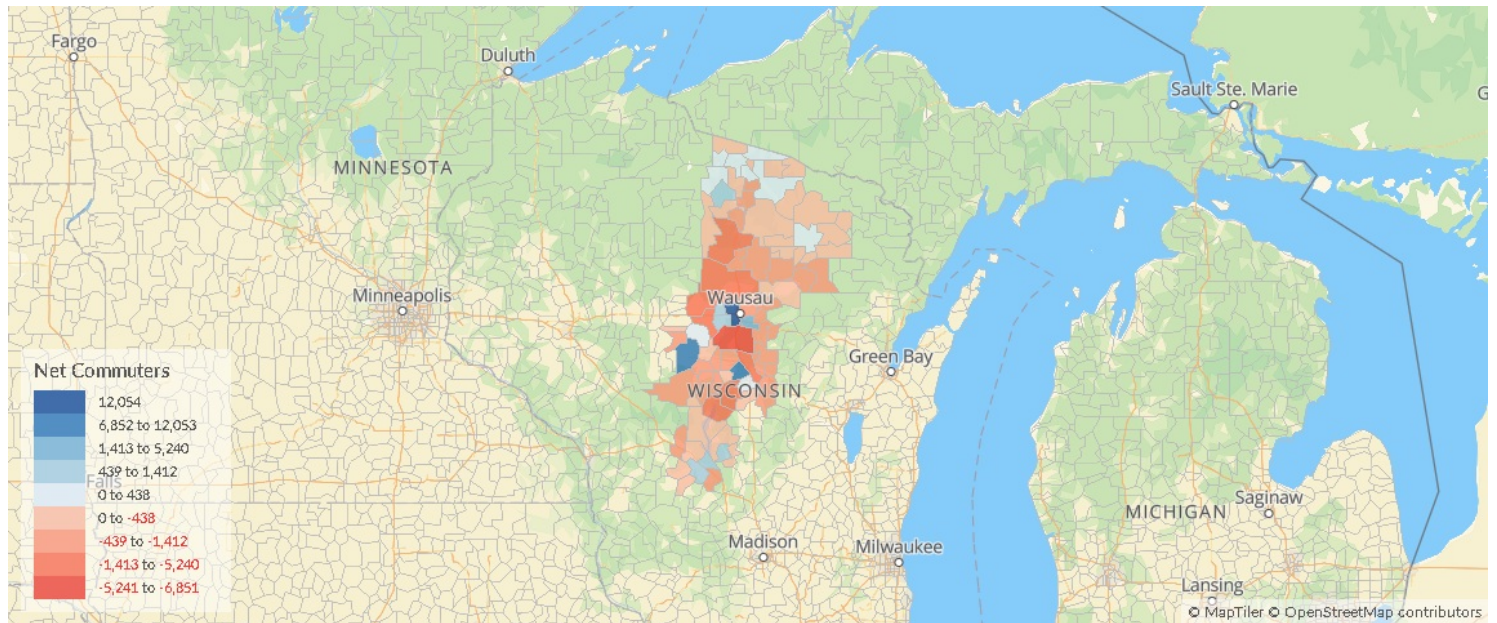 Fargo
Duluth
Sault Ste. Marie
G
MINNESOTA
Minneapolis
Wausau
Green Bay
WISCONSIN
Net Commuters
12,054
6,852 to 12,053
1,413 to 5,240
439 to 1,412
Falls
0 to 438
0 to -438
-439 to -1,412
-1,413 to -5,240
-5,241 to -6,851
Saginaw
MICHIGAN
Madison
Milwaukee
Lansing
© MapTiler © OpenStreetMap contributors